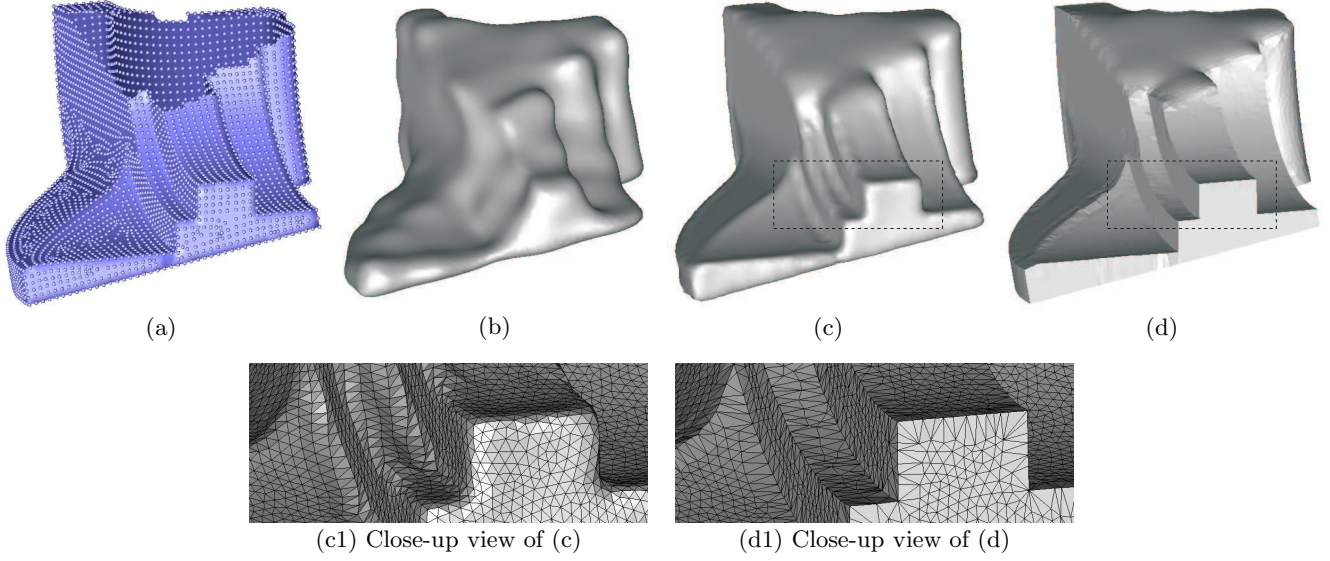 (a)
(b)
(c)
(d)
(c1) Close-up view of (c)
(d1) Close-up view of (d)